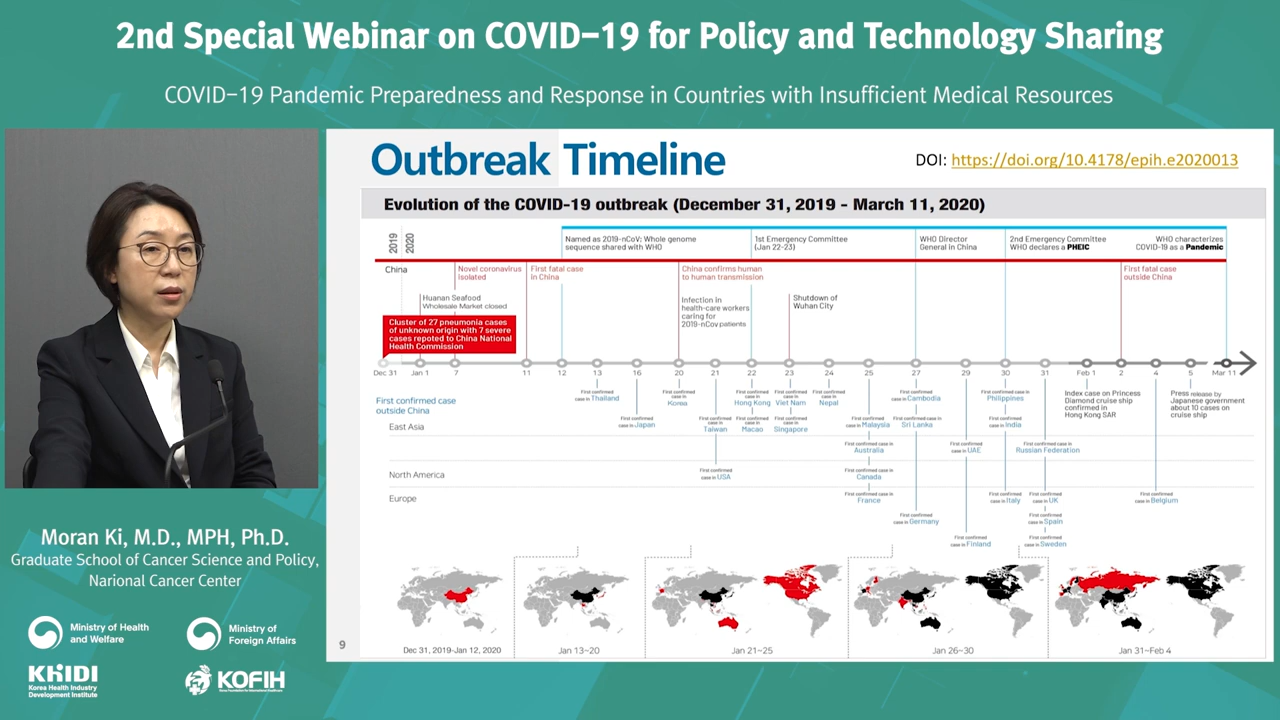 2nd Special Webinar on COVID-19 for Policy and Technology Sharing
COVID-19 Pandemic Preparedness and Response in Countries with Insufficient Medical Resources
Outbreak Timeline
DOI: https://doi.org/10.4178/epih.e2020013
Evolution of the COVID-19 outbreak (December 31, 2019 - March 11, 2020)
2019
2020
Named as 2019-nCoV: Whole genome
sequence shared with WHO
1st Emergency Committee
(Jan 22-23)
WHO Director
General in China
2nd Emergency Committee
WHO declares a PHEIC
WHO characterizes
COVID-19 as a Pandemic
China
Novel coronavirus
isolated
First fatal case
in China
China confirms human
to human transmission
First fatal case
outside China
Huanan Seafood
Wholesale Market closed
Infection in
health-care workers
caring for
2019-nCov patients
Shutdown of
Wuhan City
Cluster of 27 pneumonia cases
of unknown origin with 7 severe
cases repoted to China National
Health Commission
Dec 31 Jan 1 7 11 12 13 16 20 21 22 23 24 25 27 29 30 31 Feb 1 2 4 5 Mar 11
First confirmed case
outside China
First confirmed
case in Thailand
First confirmed
case in Korea
First confirmed
case in Hong Kong
First confirmed
case in Viet Nam
First confirmed
case in Nepal
First confirmed
case in Cambodia
First confirmed case in
Philippines
Index case on Princess
Diamond cruise ship
confirmed in
Hong Kong SAR
Press release by
Japanese government
about 10 cases on
cruise ship
East Asia
First confirmed
case in Japan
First confirmed
case in
Taiwan
First confirmed
case in
Macao
First confirmed
case in
Singapore
First confirmed case in
Malaysia
First confirmed
case in Sri Lanka
First confirmed
case in India
First confirmed case in
Australia
First confirmed
case in UAE
First confirmed case in
Russian Federation
North America
First confirmed
case in USA
First confirmed case in
Canada
Europe
First confirmed case in
France
First confirmed
case in Italy
First confirmed
case in UK
First confirmed
case in Belgium
First confirmed
case in Germany
First confirmed
case in Spain
First confirmed
case in Finland
First confirmed
case in Sweden
Dec 31, 2019-Jan 12, 2020
Jan 13~20
Jan 21~25
Jan 26~30
Jan 31~Feb 4
9
Moran Ki, M.D., MPH, Ph.D.
Graduate School of Cancer Science and Policy,
Narional Cancer Center
Ministry of Health
and Welfare
Ministry of
Foreign Affairs
KHIDI
Korea Health Industry
Development Institute
KOFIH
Korea Foundation for International Healthcare